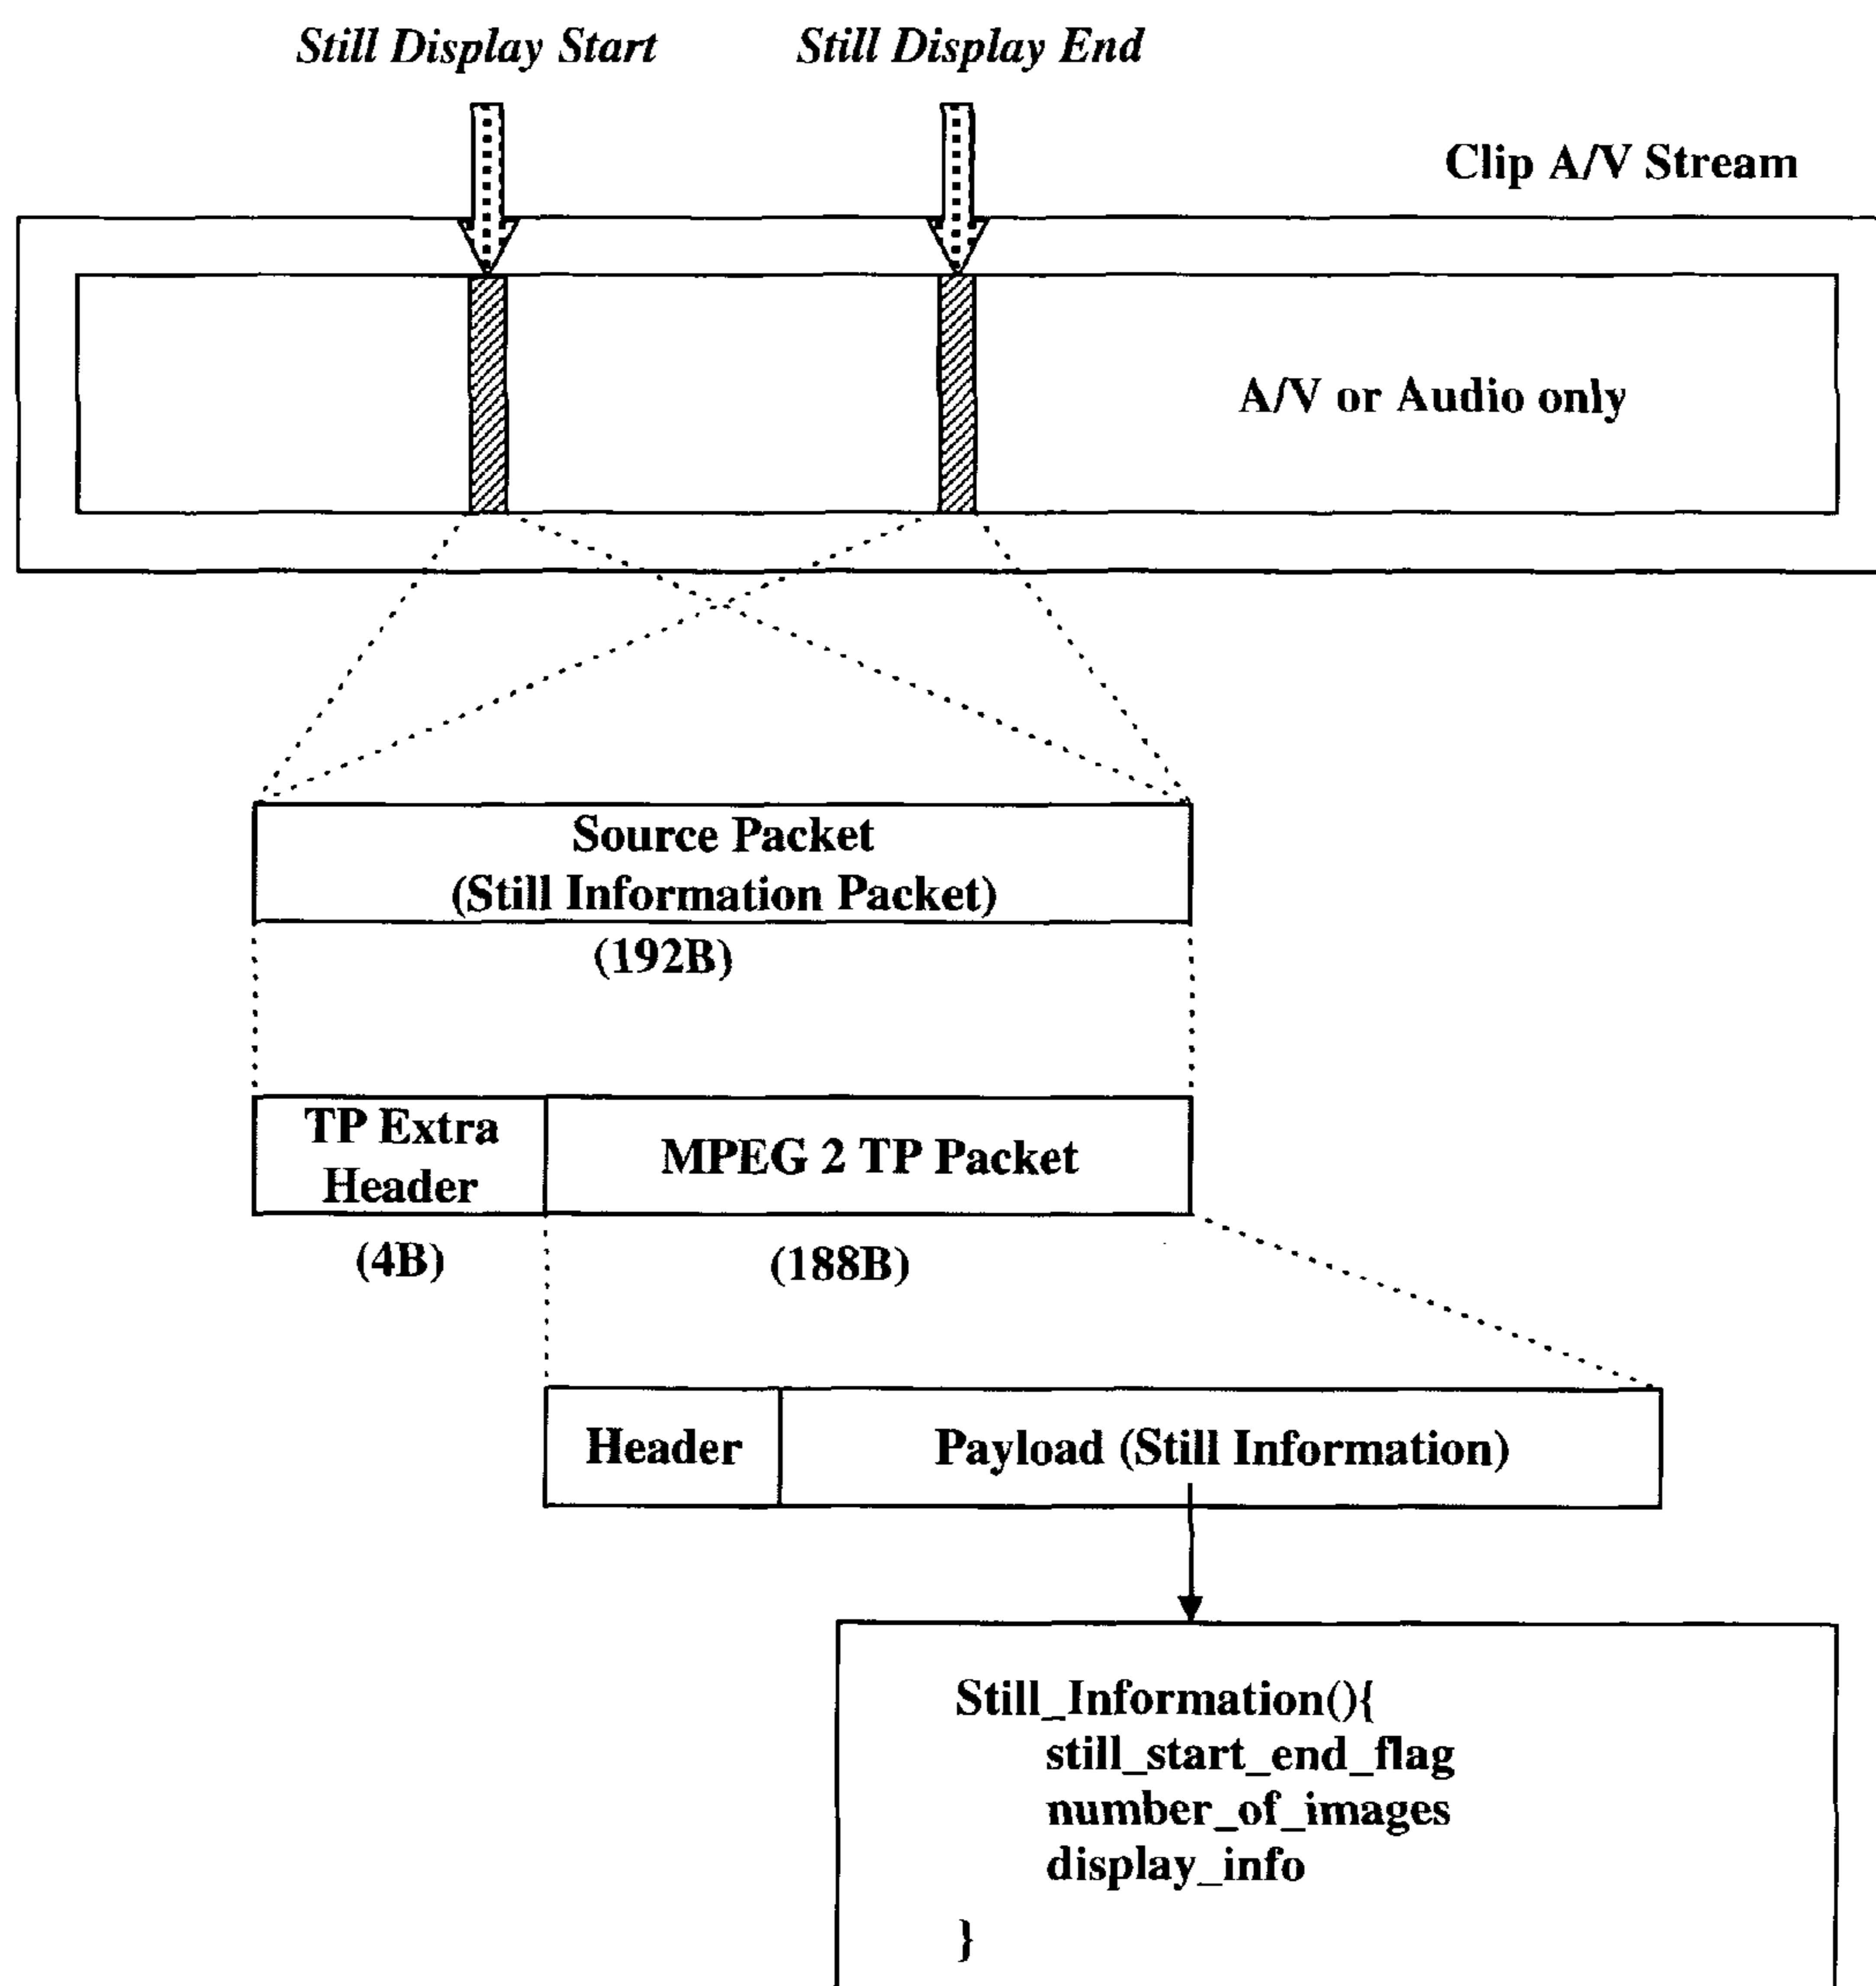 Still Display Start
Still Display End
Clip A/V Stream
A/V or Audio only
Source Packet
(Still Information Packet)
(192B)
TP Extra
Header
MPEG 2 TP Packet
(4B)
(188B)
Header
Payload (Still Information)
Still_Information(){
still_start_end_flag
number_of_images
display_info
}